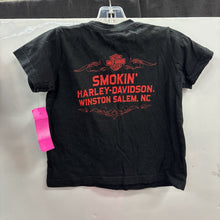 SMOKIN'
HARLEY-DAVIDSON.
WINSTON SALEM, NC